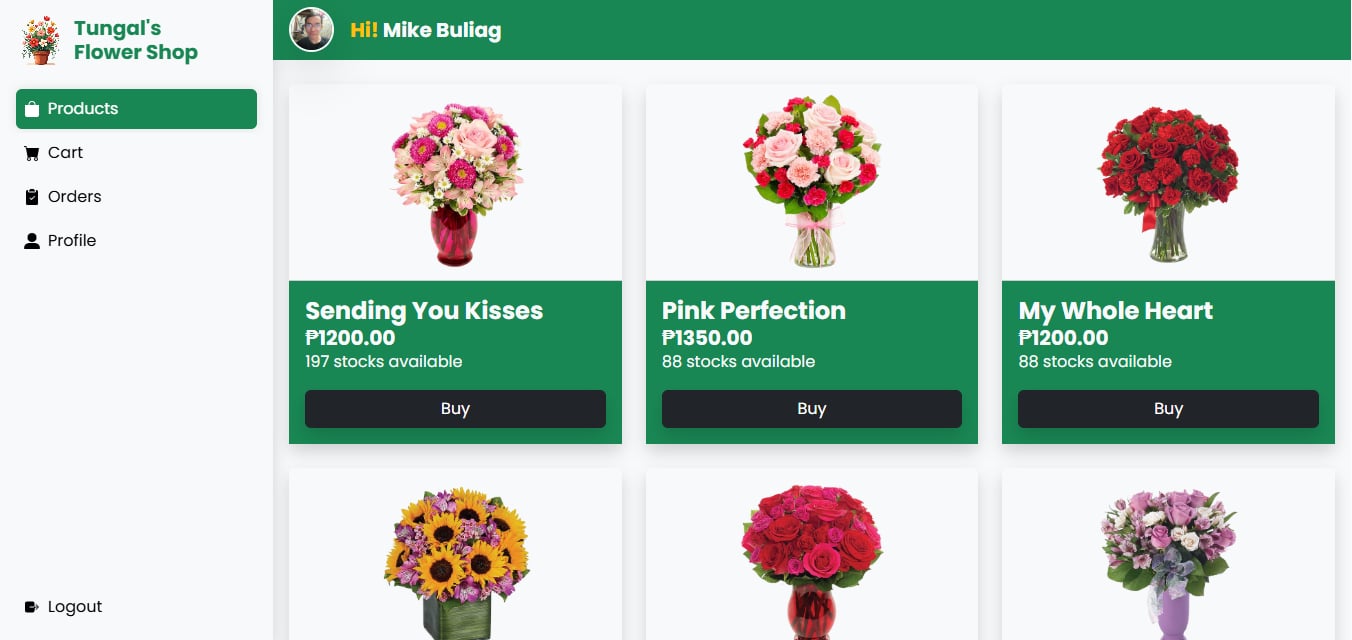 Tungal's
Flower Shop
Hi! Mike Buliag
Products
Cart
Orders
Profile
Logout
Sending You Kisses
₱1200.00
197 stocks available
Buy
Pink Perfection
₱1350.00
88 stocks available
Buy
My Whole Heart
₱1200.00
88 stocks available
Buy